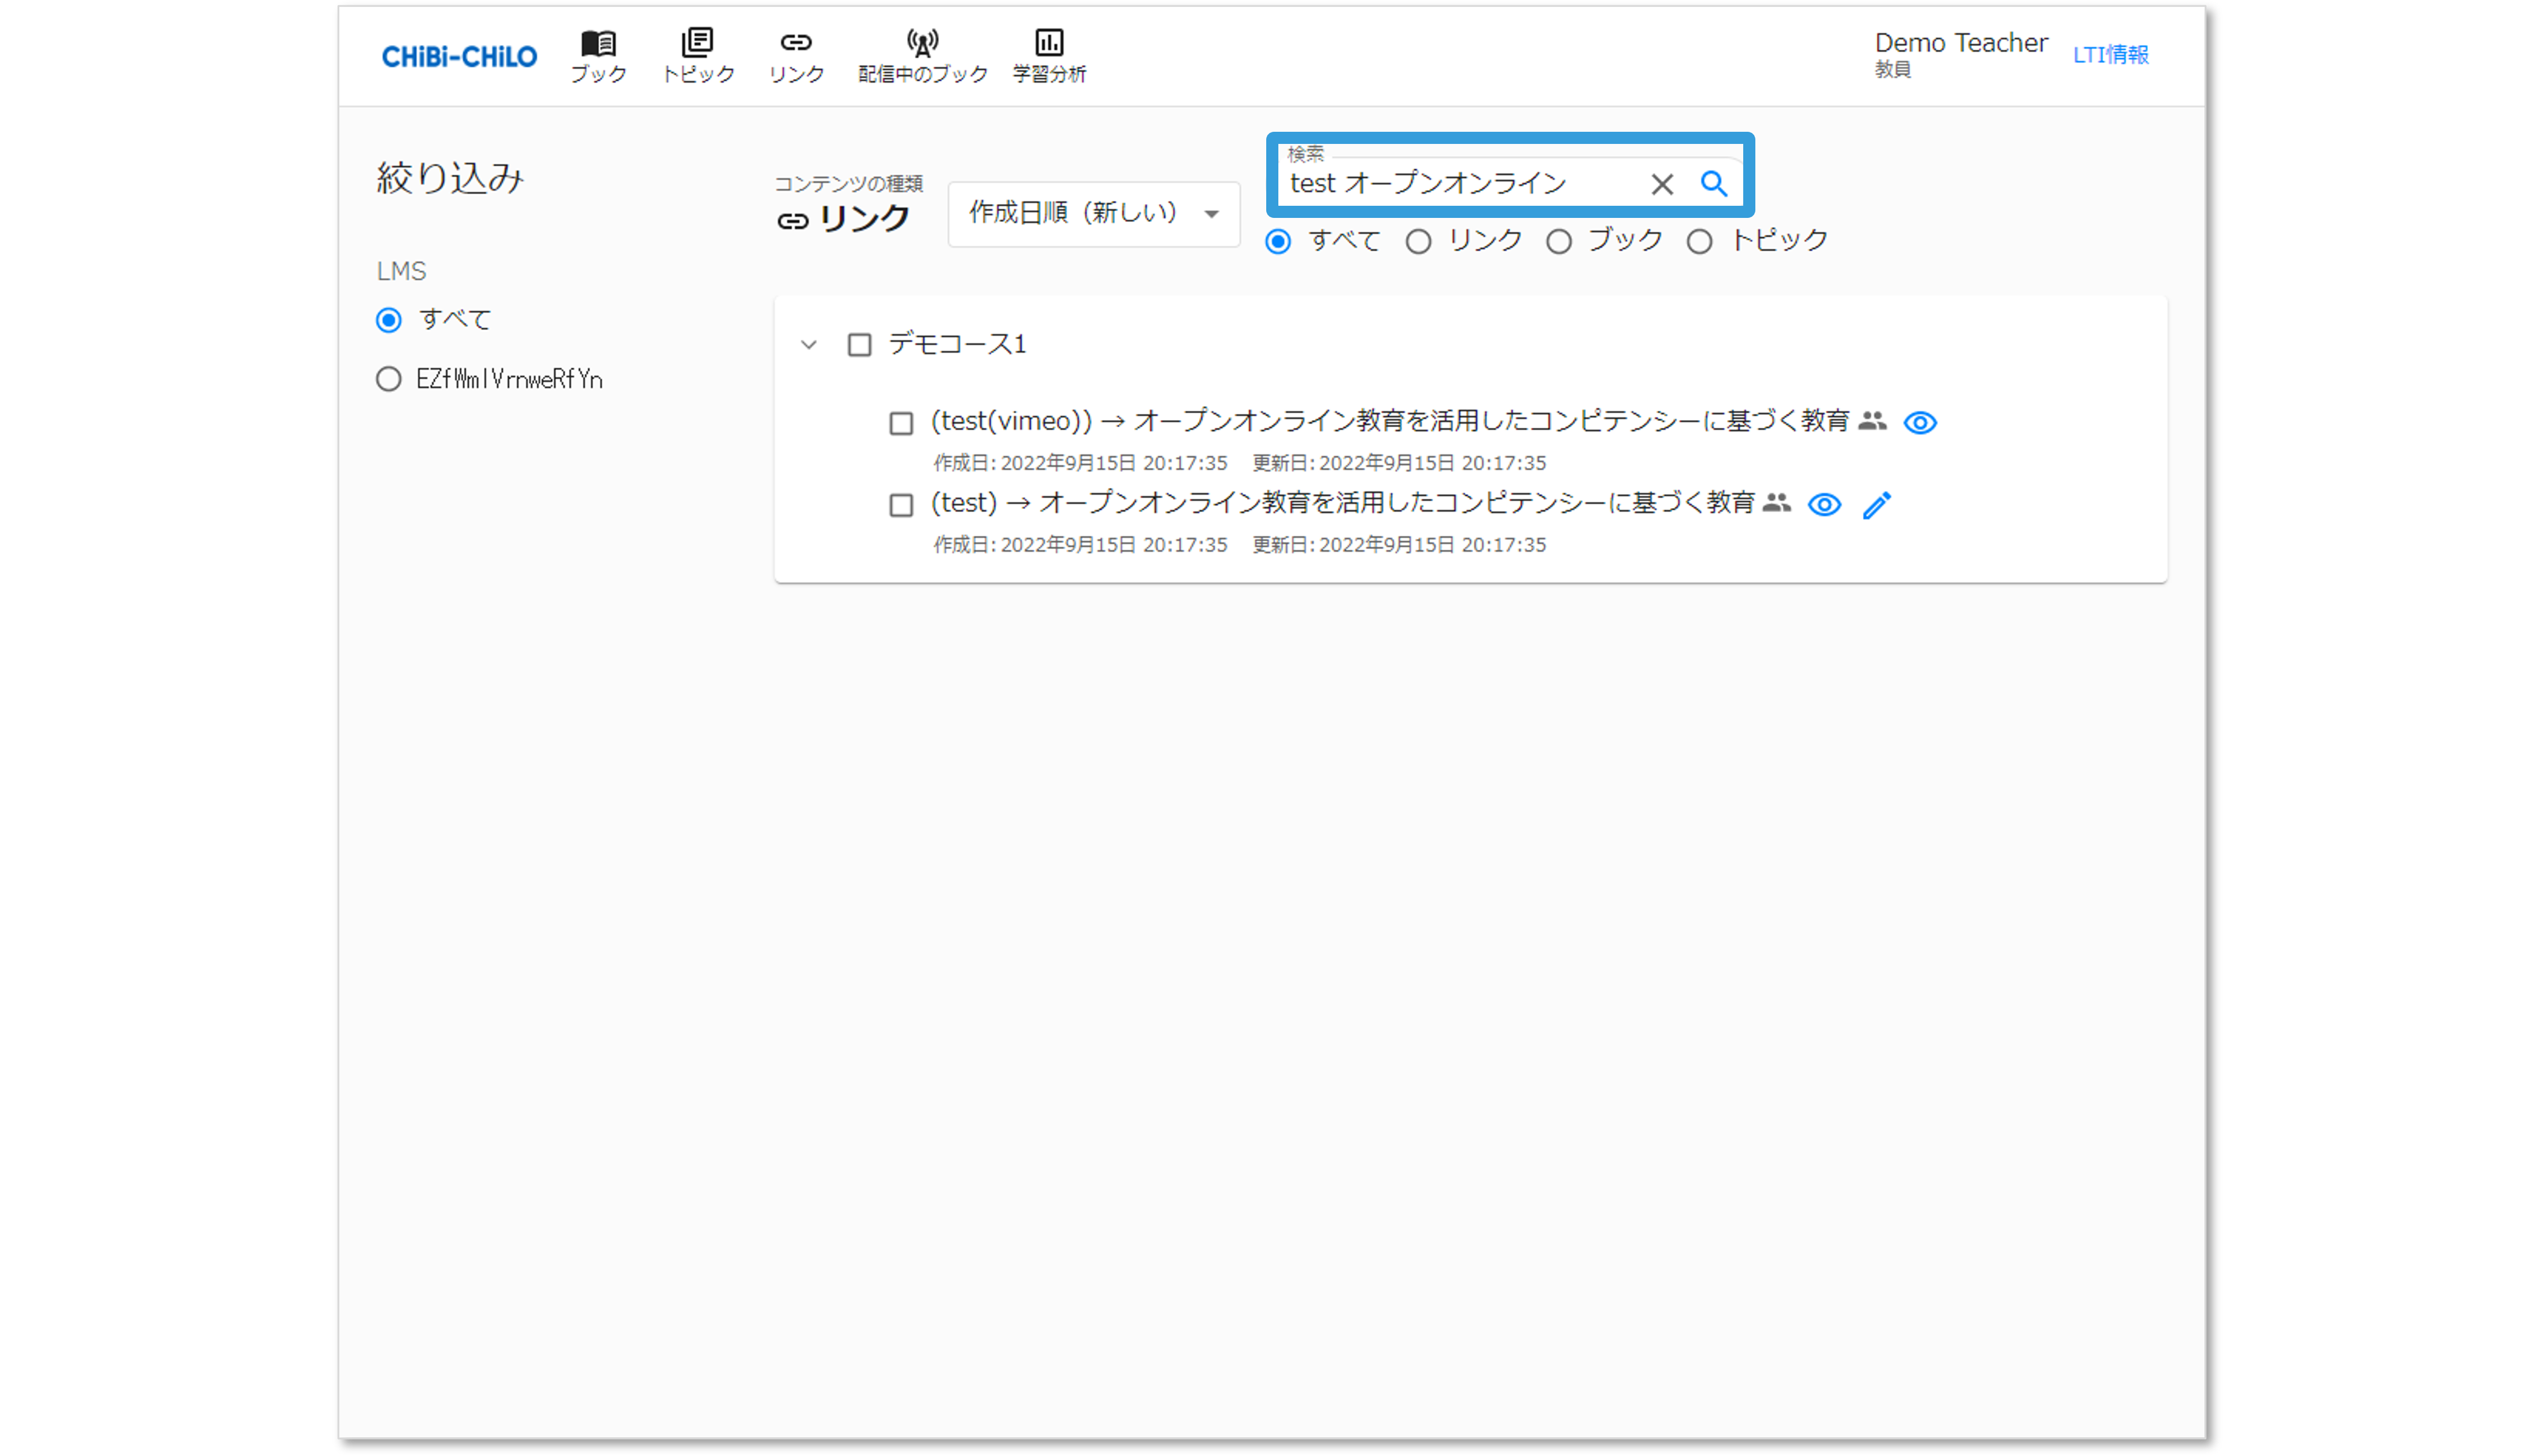 CHiBi-CHiLO
ブック
トピック
リンク
配信中のブック
学習分析
Demo Teacher
教員
LTI情報
絞り込み
LMS
すべて
EZfWmIVrnweRfYn
コンテンツの種類
リンク
作成日順（新しい）
検索
test オープンオンライン
すべて リンク ブック トピック
デモコース1
(test(vimeo)) → オープンオンライン教育を活用したコンピテンシーに基づく教育
作成日: 2022年9月15日 20:17:35 更新日: 2022年9月15日 20:17:35
(test) → オープンオンライン教育を活用したコンピテンシーに基づく教育
作成日: 2022年9月15日 20:17:35 更新日: 2022年9月15日 20:17:35